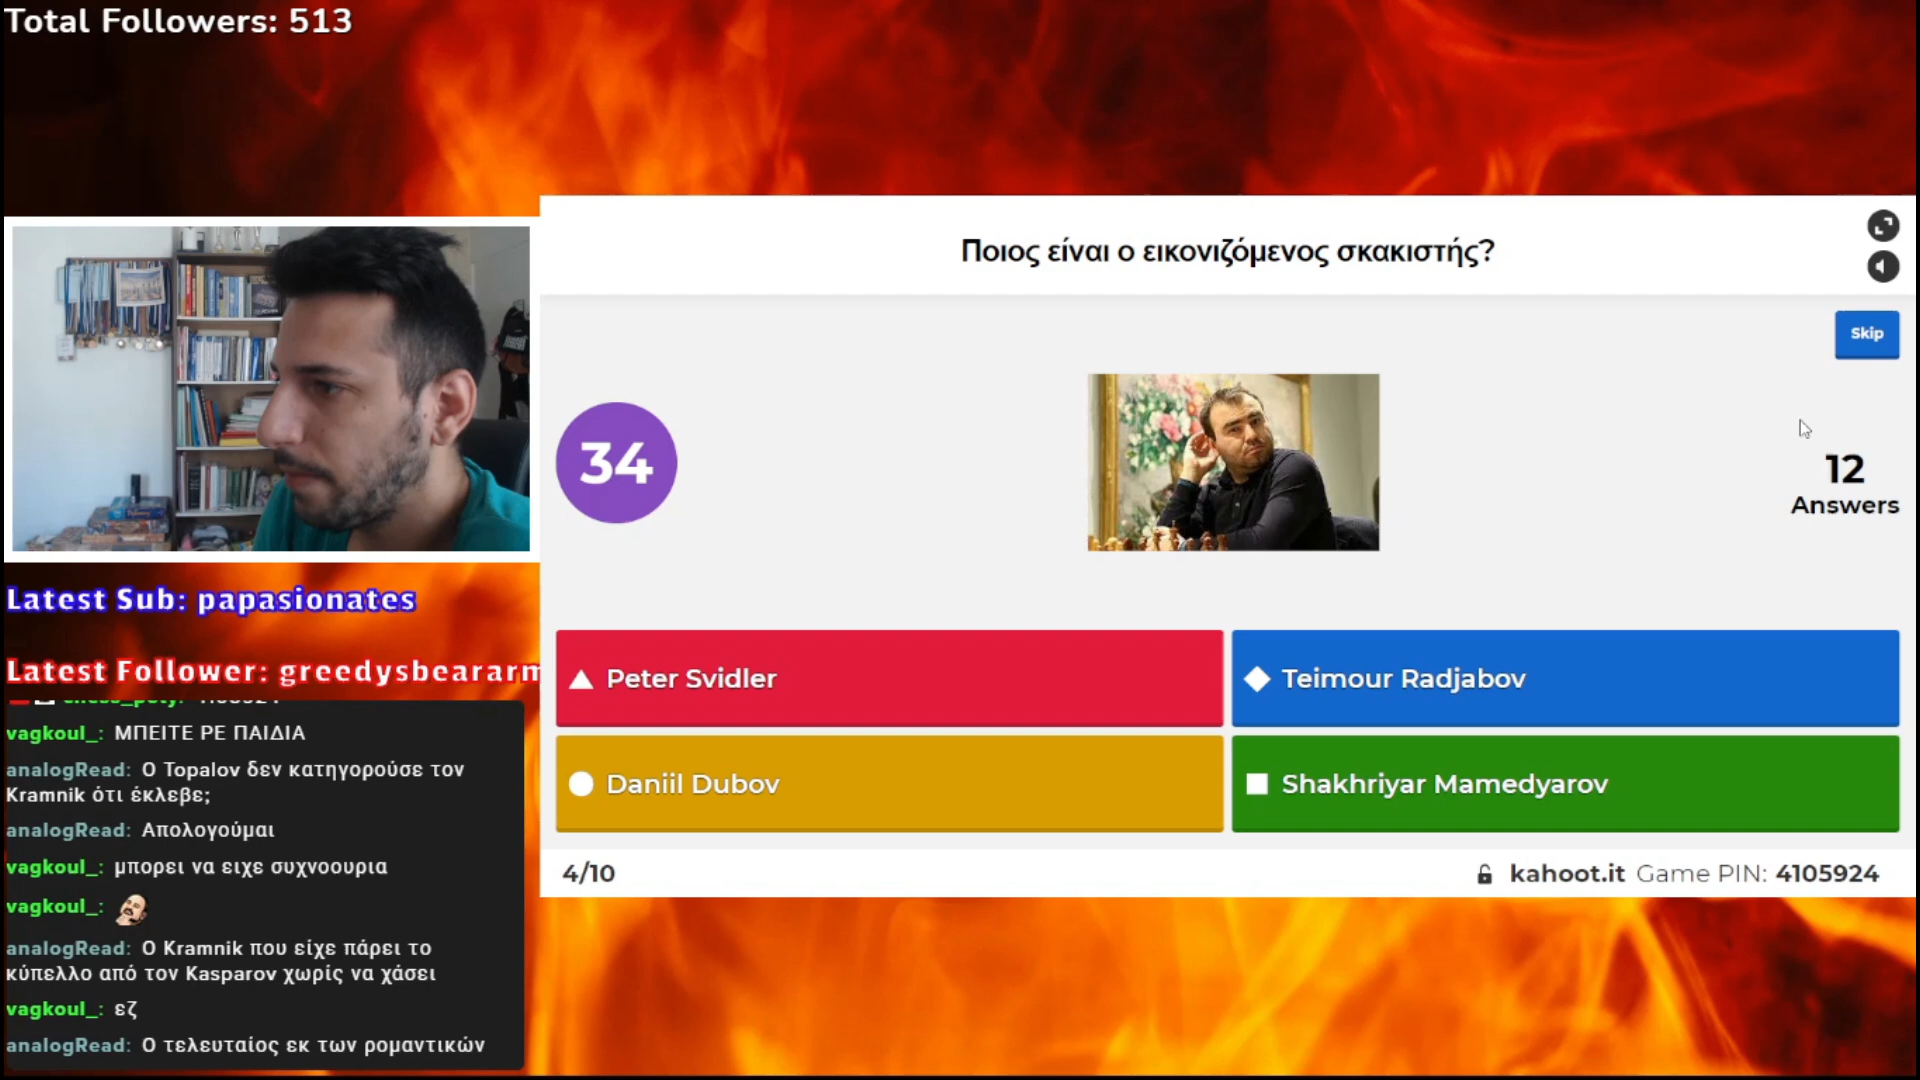 Total Followers: 513
Ποιος είναι ο εικονιζόμενος σκακιστής?
Skip
34
12
Answers
Peter Svidler
Teimour Radjabov
Daniil Dubov
Shakhriyar Mamedyarov
4/10
kahoot.it Game PIN: 4105924
Latest Sub: papasionates
Latest Follower: greedysbeararm
vagkoul_: ΜΠΕΙΤΕ ΡΕ ΠΑΙΔΙΑ
analogRead: Ο Topalov δεν κατηγορούσε τον
Kramnik ότι έκλεβε;
analogRead: Απολογούμαι
vagkoul_: μπορει να ειχε συχνοουρια
vagkoul_:
analogRead: Ο Kramnik που είχε πάρει το
κύπελλο από τον Kasparov χωρίς να χάσει
vagkoul_: εζ
analogRead: Ο τελευταίος εκ των ρομαντικών